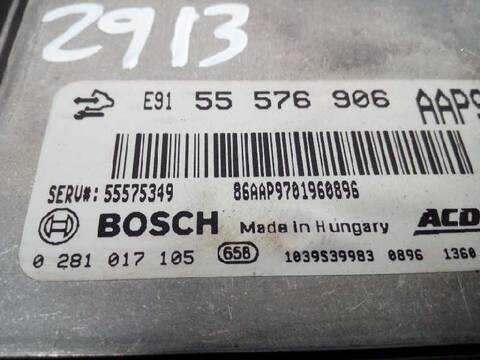 2913
E91 55 576 906 AAP9
SERV#: 55575349 86AAP9701960896
BOSCH Made in Hungary ACD
0 281 017 105 658 1039S39983 0896 1360